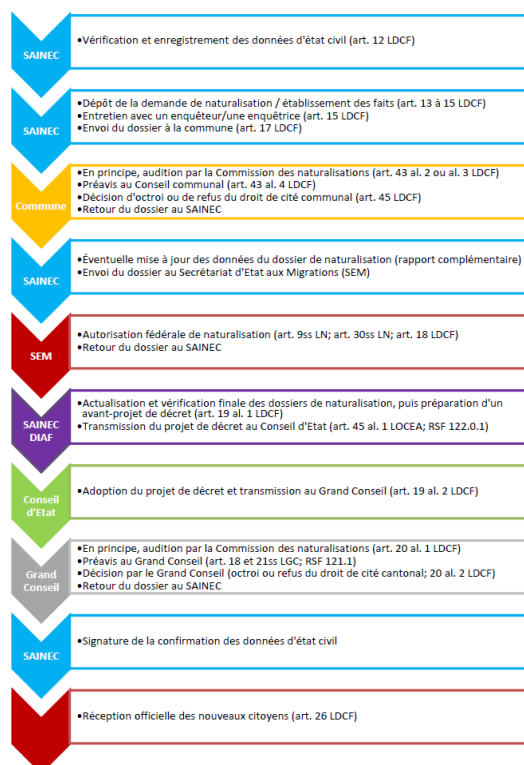 •Vérification et enregistrement des données d'état civil (art. 12 LDCF)
SAINEC
•Dépôt de la demande de naturalisation / établissement des faits (art. 13 à 15 LDCF)
•Entretien avec un enquêteur/une enquêtrice (art. 15 LDCF)
•Envoi du dossier à la commune (art. 17 LDCF)
SAINEC
•En principe, audition par la Commission des naturalisations (art. 43 al. 2 ou al. 3 LDCF)
•Préavis au Conseil communal (art. 43 al. 4 LDCF)
•Décision d'octroi ou de refus du droit de cité communal (art. 45 LDCF)
•Retour du dossier au SAINEC
Commune
•Éventuelle mise à jour des données du dossier de naturalisation (rapport complémentaire)
•Envoi du dossier au Secrétariat d'Etat aux Migrations (SEM)
SAINEC
•Autorisation fédérale de naturalisation (art. 9ss LN; art. 30ss LN; art. 18 LDCF)
•Retour du dossier au SAINEC
SEM
•Actualisation et vérification finale des dossiers de naturalisation, puis préparation d'un
avant-projet de décret (art. 19 al. 1 LDCF)
•Transmission du projet de décret au Conseil d'Etat (art. 45 al. 1 LOCEA; RSF 122.0.1)
SAINEC
DIAF
•Adoption du projet de décret et transmission au Grand Conseil (art. 19 al. 2 LDCF)
Conseil
d'Etat
•En principe, audition par la Commission des naturalisations (art. 20 al. 1 LDCF)
•Préavis au Grand Conseil (art. 18 et 21ss LGC; RSF 121.1)
•Décision par le Grand Conseil (octroi ou refus du droit de cité cantonal; 20 al. 2 LDCF)
•Retour du dossier au SAINEC
Grand
Conseil
•Signature de la confirmation des données d'état civil
SAINEC
•Réception officielle des nouveaux citoyens (art. 26 LDCF)